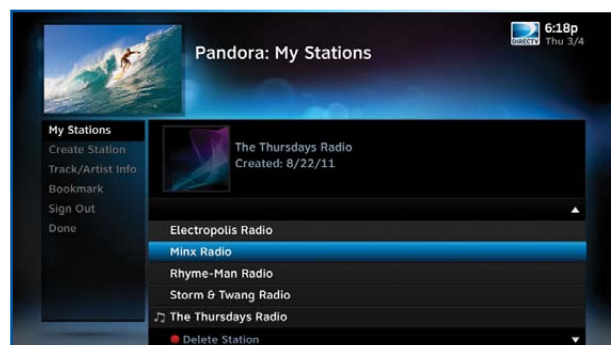 Pandora: My Stations
DIRECTV
6:18p
Thu 3/4
My Stations
Create Station
Track/Artist Info
Bookmark
Sign Out
Done
The Thursdays Radio
Created: 8/22/11
Electropolis Radio
Minx Radio
Rhyme-Man Radio
Storm & Twang Radio
The Thursdays Radio
Delete Station